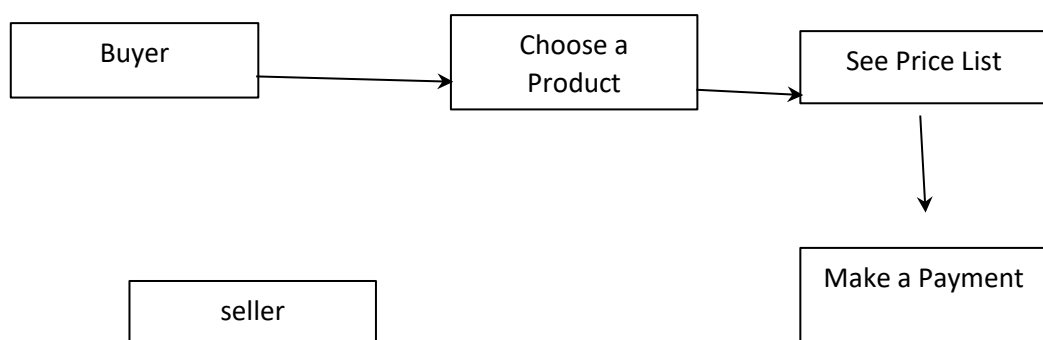 Buyer
Choose a
Product
See Price List
Make a Payment
seller